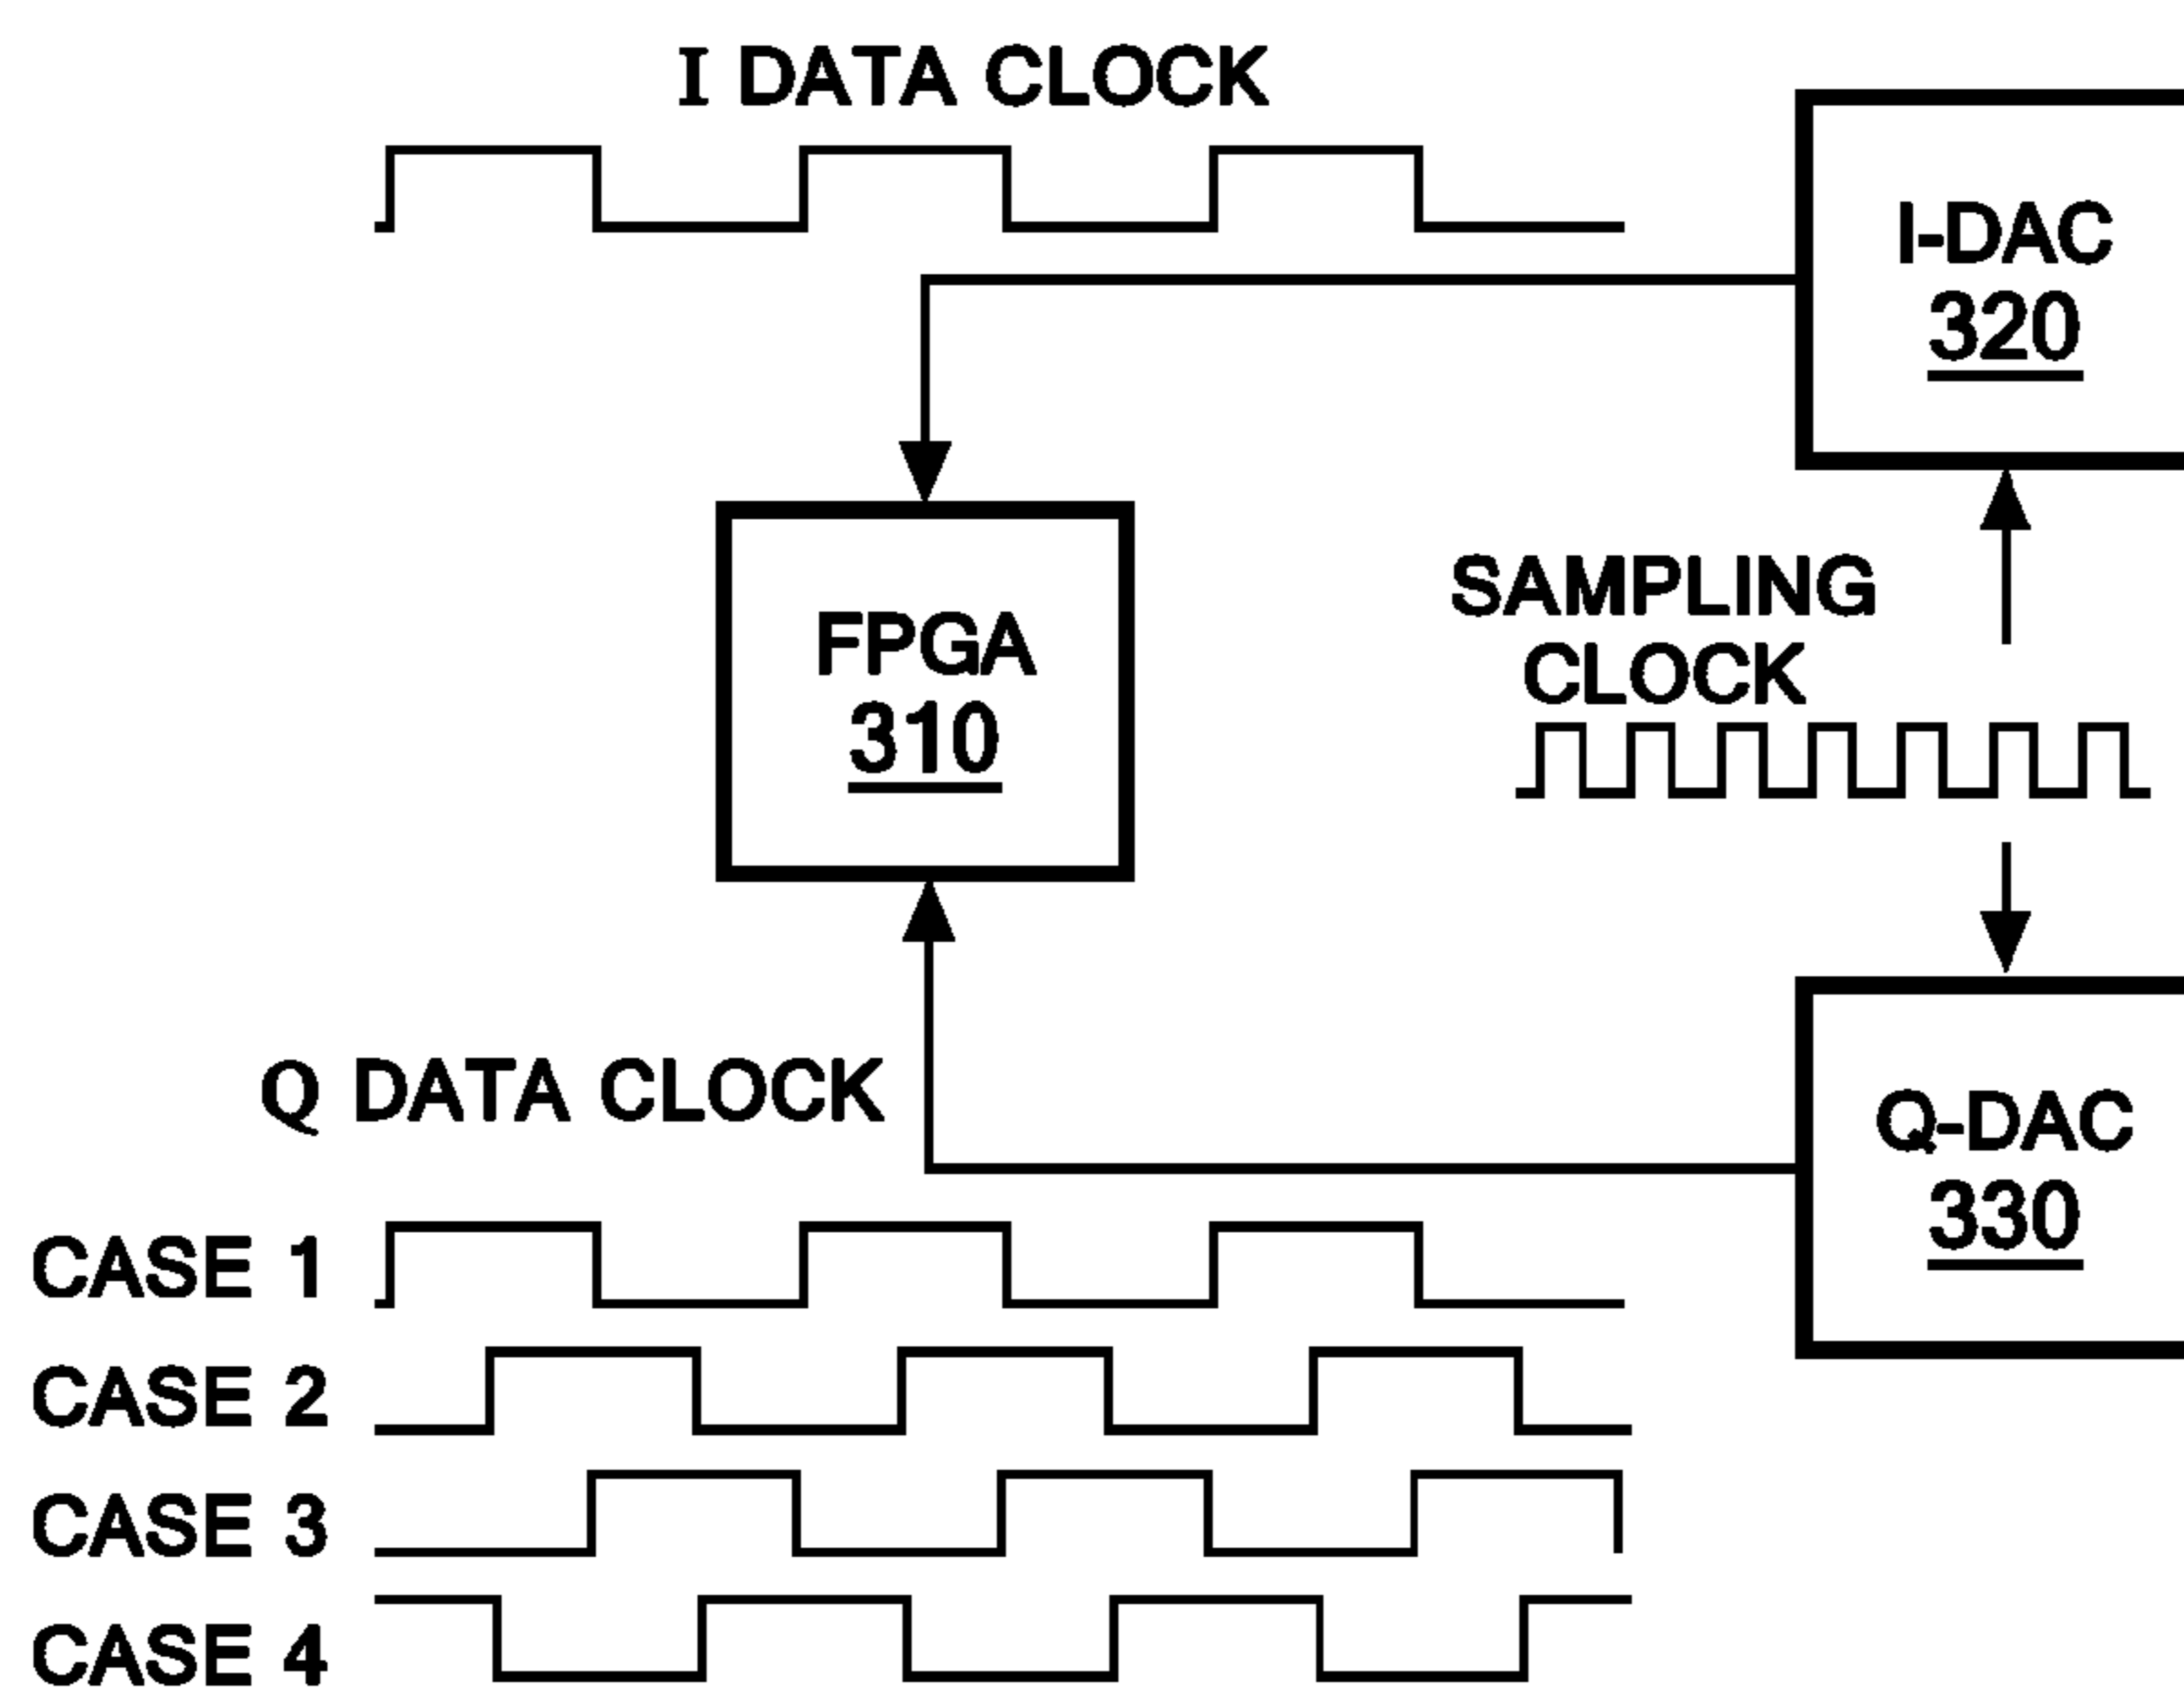 I DATA CLOCK
I-DAC
320
SAMPLING
CLOCK
FPGA
310
Q DATA CLOCK
Q-DAC
330
CASE 1
CASE 2
CASE 3
CASE 4